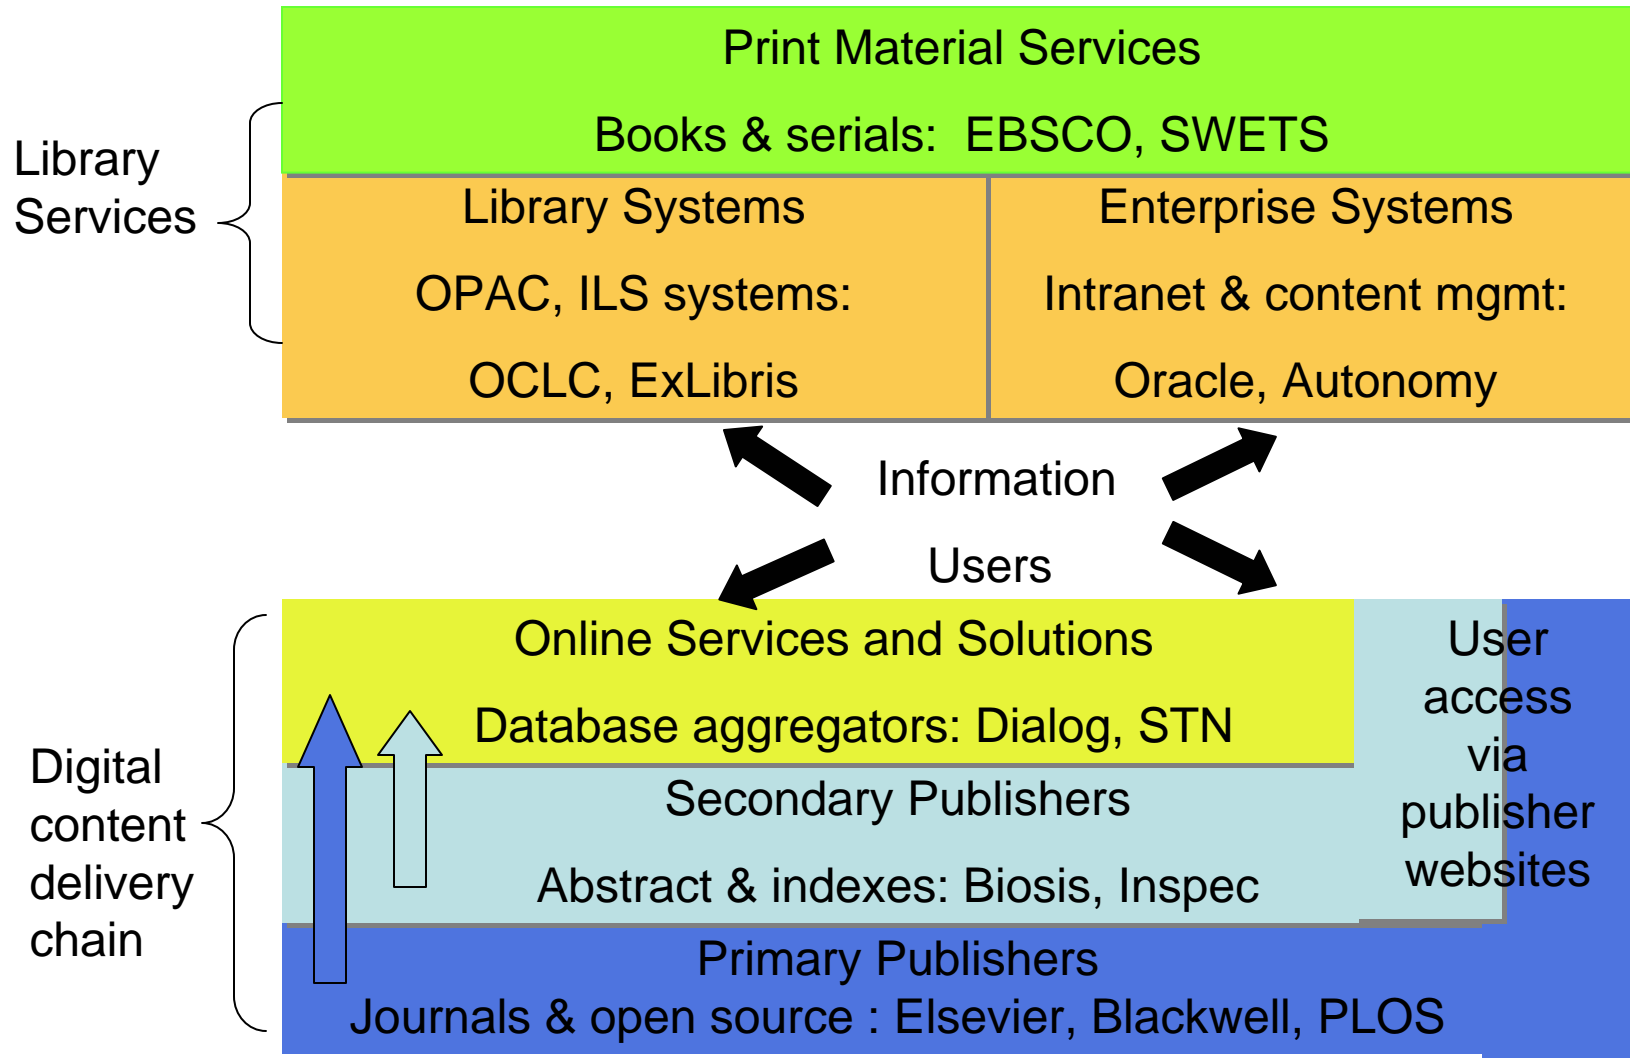 Print Material Services
Books & serials: EBSCO, SWETS
Library
Services
Library Systems
OPAC, ILS systems:
OCLC, ExLibris
Enterprise Systems
Intranet & content mgmt:
Oracle, Autonomy
Information
Users
Digital
content
delivery
chain
Online Services and Solutions
Database aggregators: Dialog, STN
Secondary Publishers
Abstract & indexes: Biosis, Inspec
Primary Publishers
Journals & open source : Elsevier, Blackwell, PLOS
User
access
via
publisher
websites